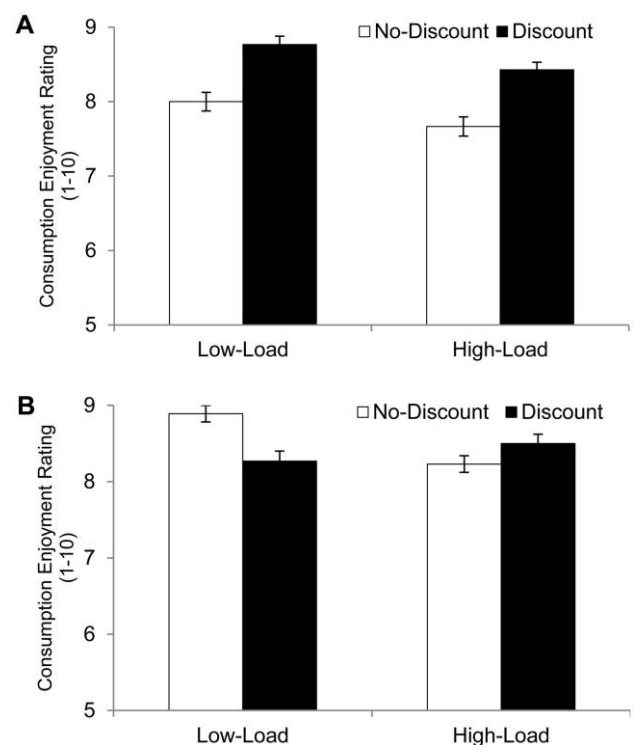 A
□ No-Discount ■ Discount
Consumption Enjoyment Rating
(1-10)
9
8
7
6
5
Low-Load High-Load
B
□ No-Discount ■ Discount
Consumption Enjoyment Rating
(1-10)
9
8
7
6
5
Low-Load High-Load